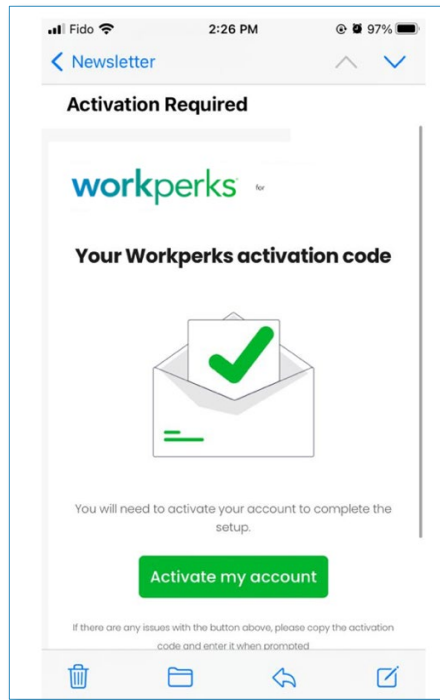 Fido 2:26 PM 97%
Newsletter
Activation Required
workperks for
Your Workperks activation code
You will need to activate your account to complete the
setup.
Activate my account
If there are any issues with the button above, please copy the activation
code and enter it when prompted